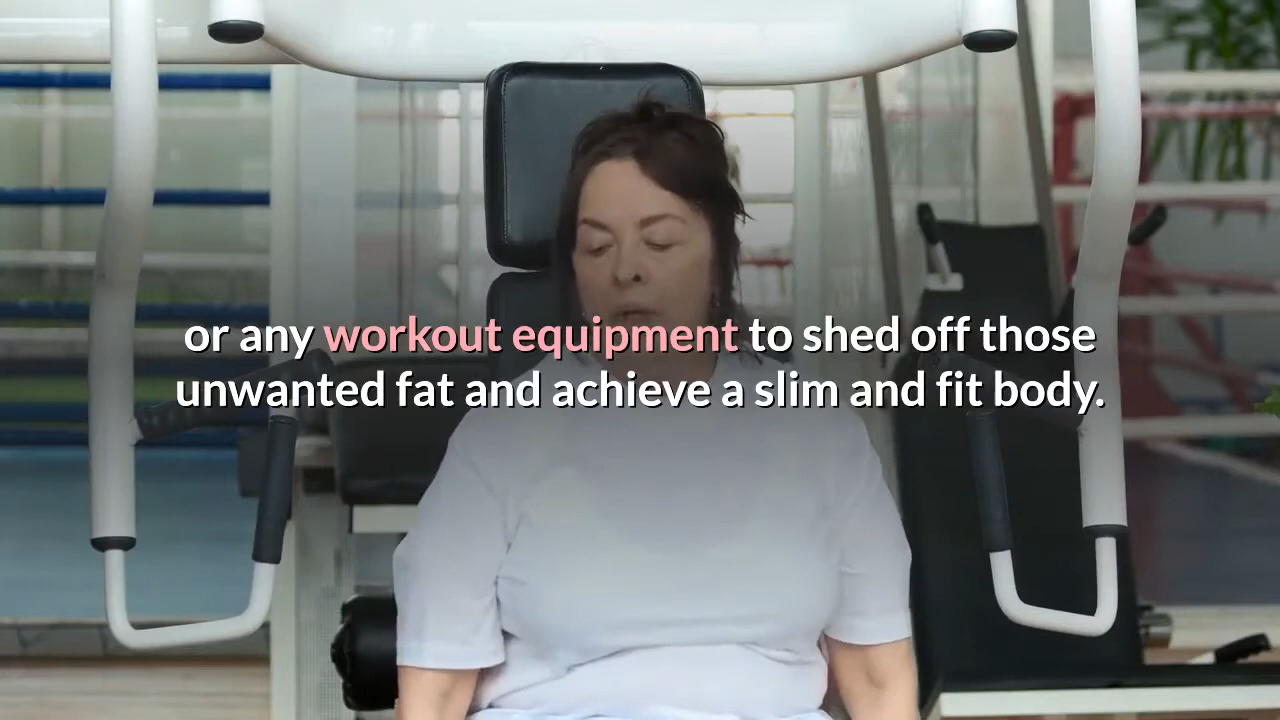 or any workout equipment to shed off those
unwanted fat and achieve a slim and fit body.